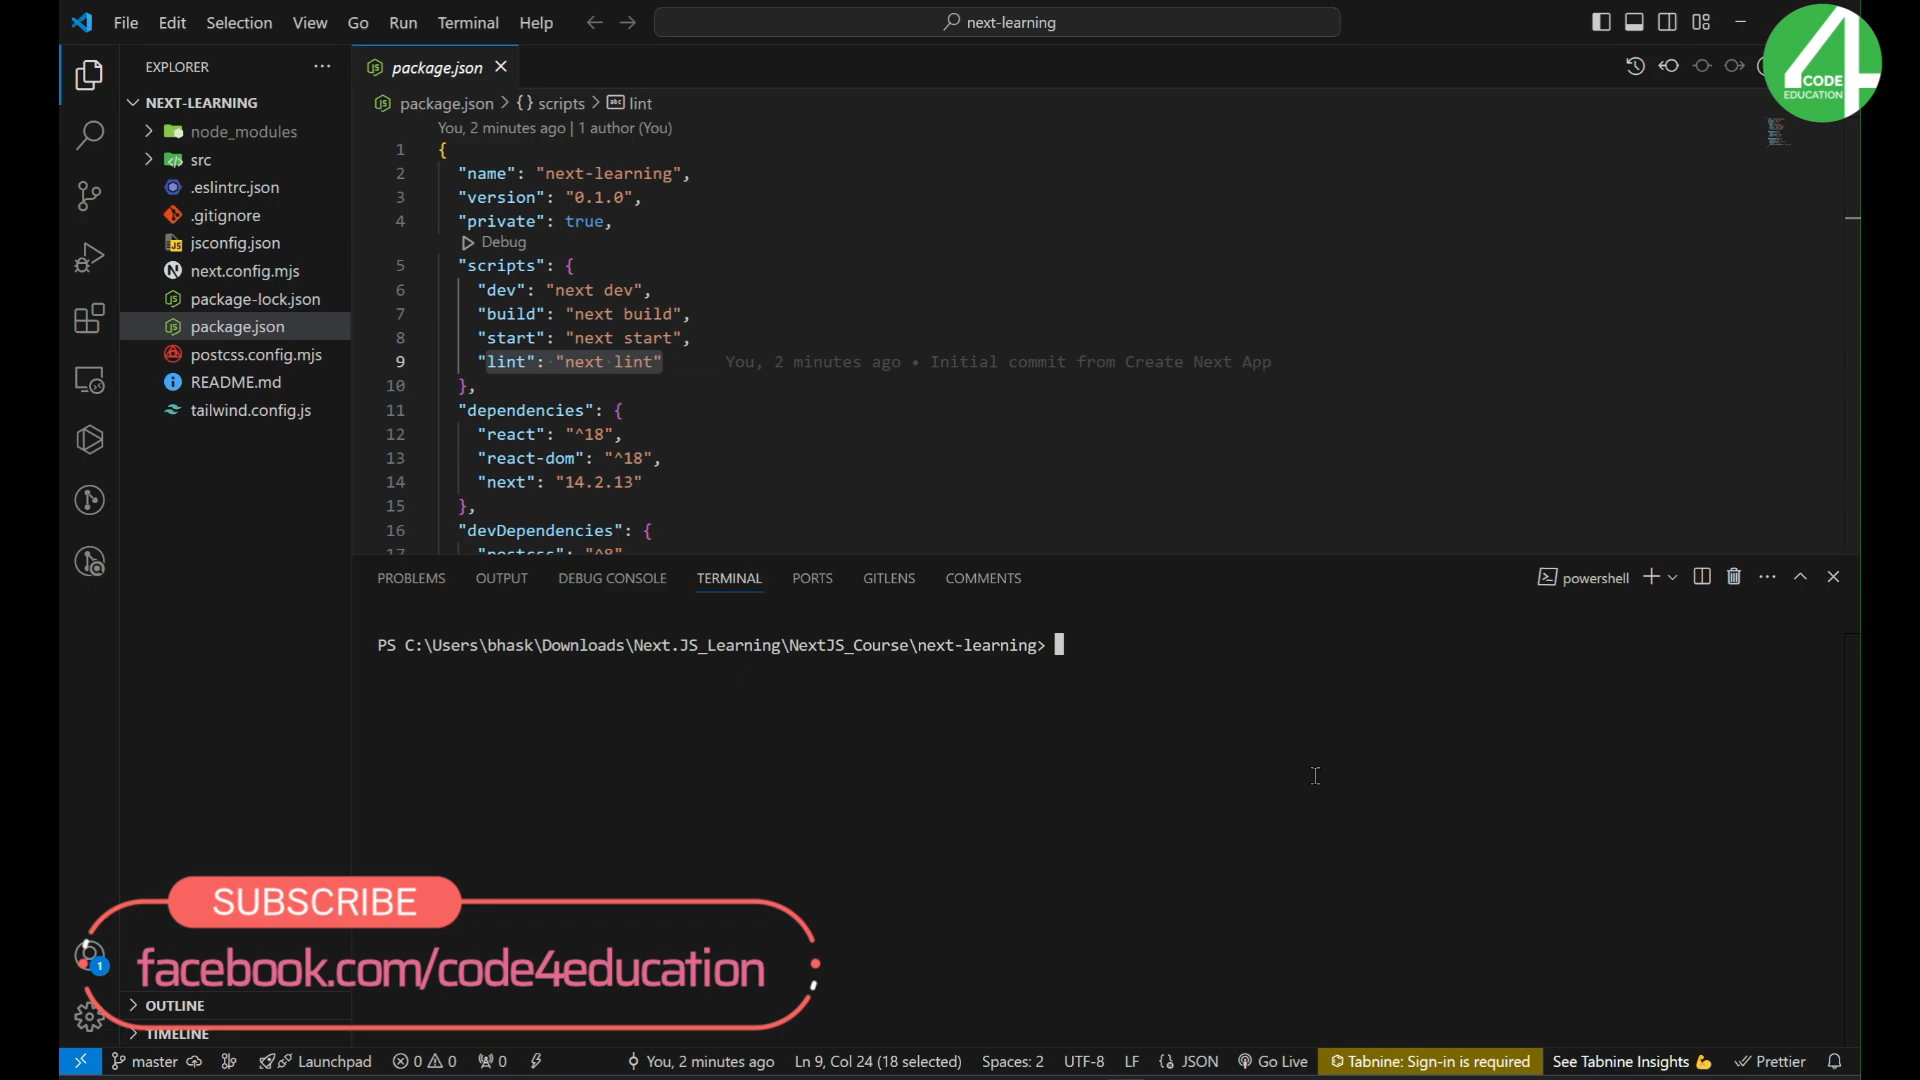 File Edit Selection View Go Run Terminal Help
next-learning
CODE
EDUCATION
EXPLORER
NEXT-LEARNING
node_modules
src
.eslintrc.json
.gitignore
jsconfig.json
next.config.mjs
package-lock.json
package.json
postcss.config.mjs
README.md
tailwind.config.js
package.json
package.json > {} scripts > lint
You, 2 minutes ago | 1 author (You)
1 {
2 "name": "next-learning",
3 "version": "0.1.0",
4 "private": true,
Debug
5 "scripts": {
6 "dev": "next dev",
7 "build": "next build",
8 "start": "next start",
9 "lint": "next lint" You, 2 minutes ago • Initial commit from Create Next App
10 },
11 "dependencies": {
12 "react": "^18",
13 "react-dom": "^18",
14 "next": "14.2.13"
15 },
16 "devDependencies": {
17 "postcss": "^8"
PROBLEMS OUTPUT DEBUG CONSOLE TERMINAL PORTS GITLENS COMMENTS
powershell
PS C:\Users\bhask\Downloads\Next.JS_Learning\NextJS_Course\next-learning>
SUBSCRIBE
facebook.com/code4education
1
OUTLINE
TIMELINE
master Launchpad 0 0 0 You, 2 minutes ago Ln 9, Col 24 (18 selected) Spaces: 2 UTF-8 LF {} JSON Go Live Tabnine: Sign-in is required See Tabnine Insights 💪 Prettier